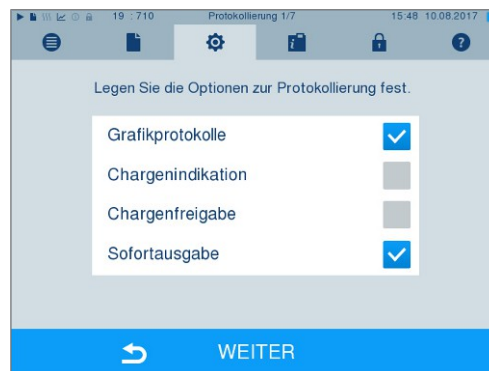 19 : 710 Protokollierung 1/7 15:48 10.08.2017
Legen Sie die Optionen zur Protokollierung fest.
Grafikprotokolle
Chargenindikation
Chargenfreigabe
Sofortausgabe
WEITER